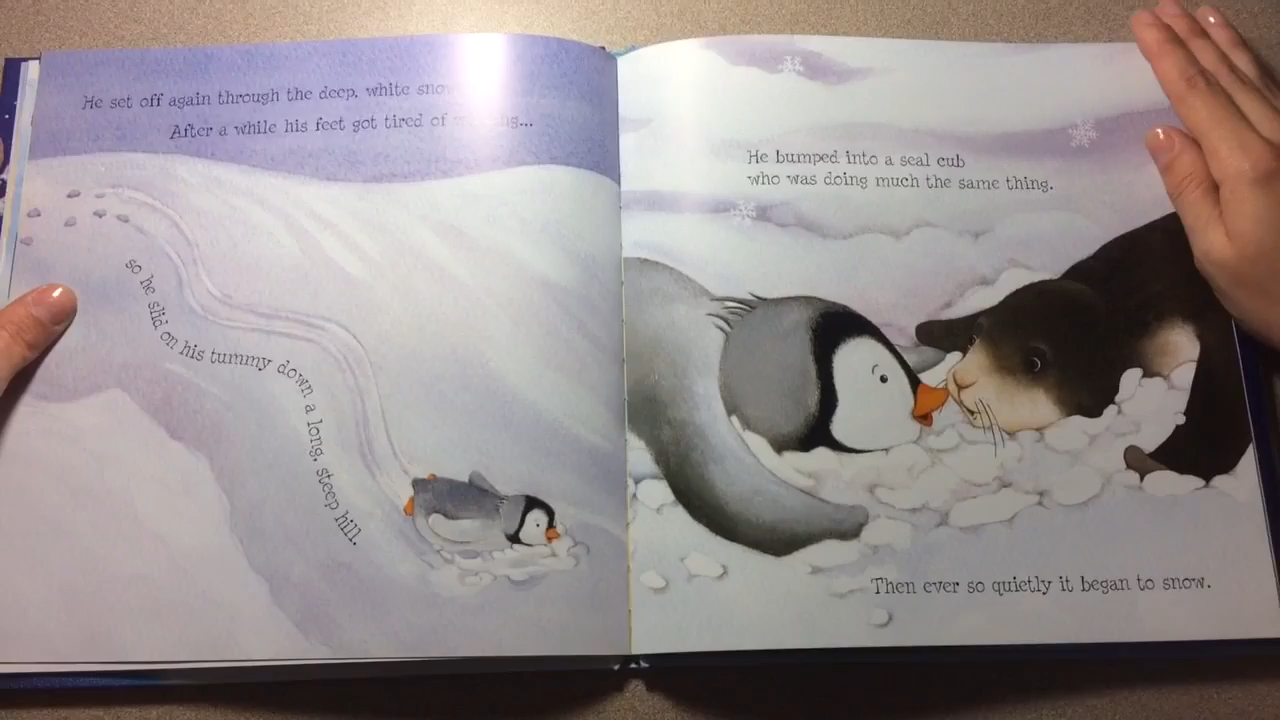 He set off again through the deep, white
After a while his feet got tired of
so he slid on his tummy down a long, steep hill.
He bumped into a seal cub
who was doing much the same thing.
Then ever so quietly it began to snow.